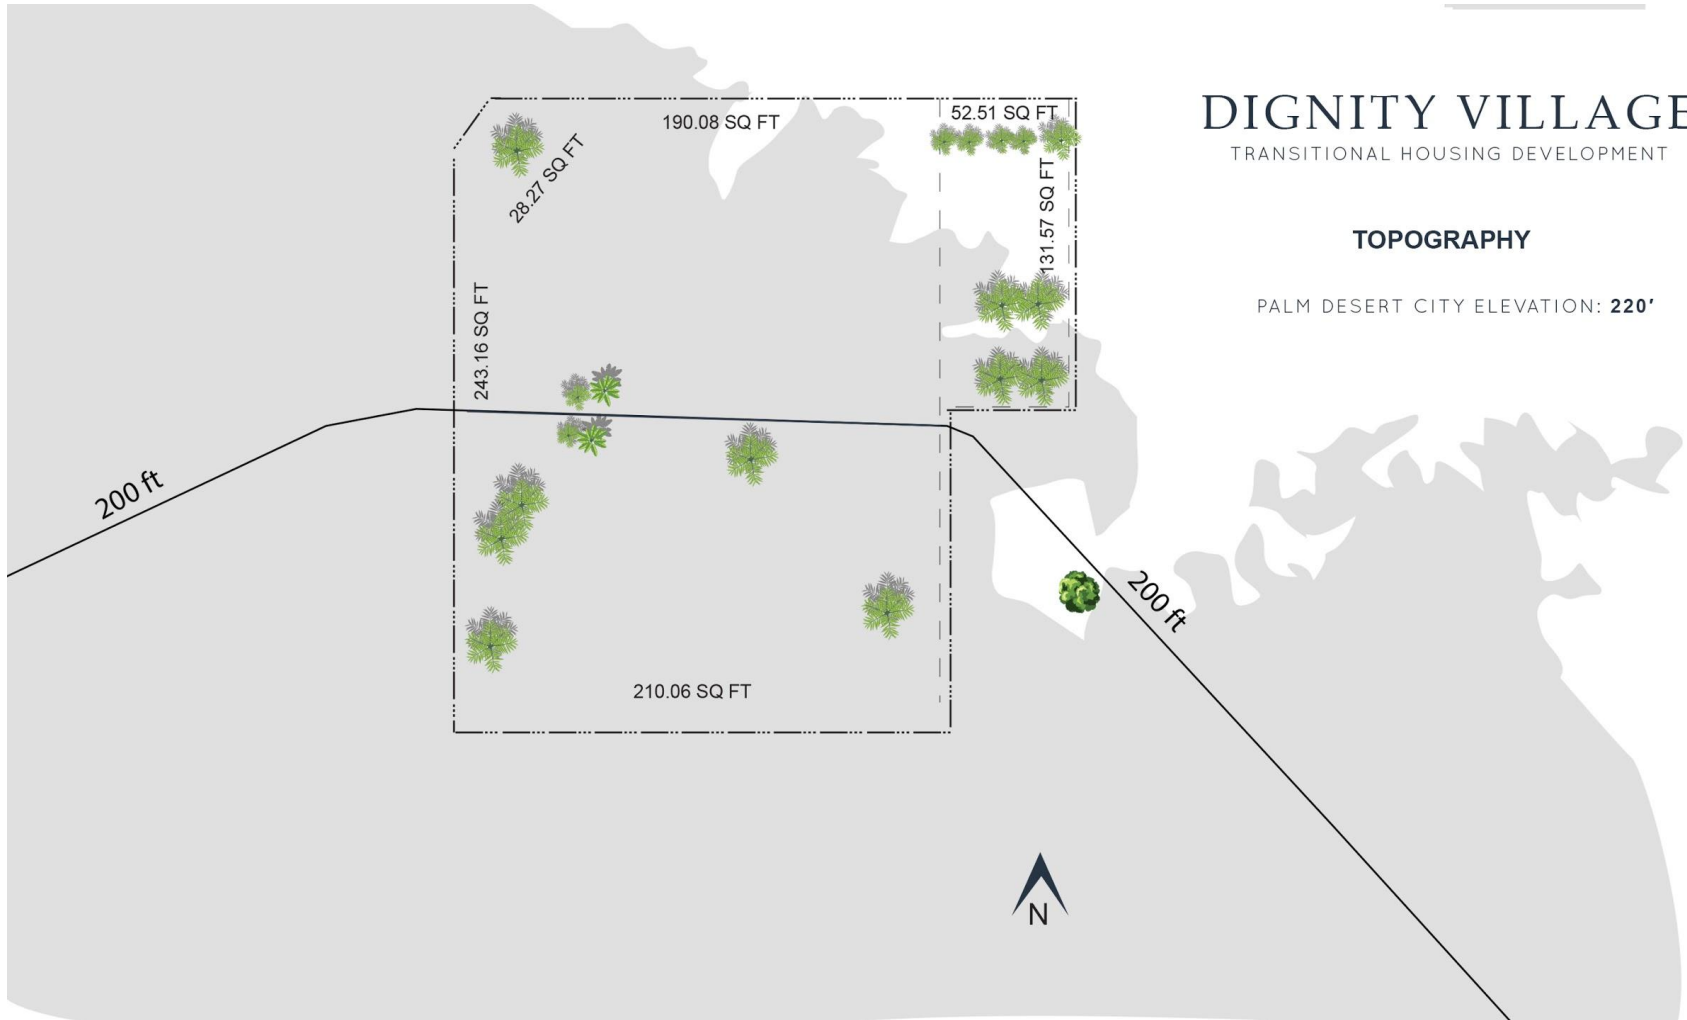 DIGNITY VILLAGE
TRANSITIONAL HOUSING DEVELOPMENT
TOPOGRAPHY
PALM DESERT CITY ELEVATION: 220'
190.08 SQ FT
52.51 SQ FT
28.27 SQ FT
131.57 SQ FT
243.16 SQ FT
200 ft
200 ft
210.06 SQ FT
N